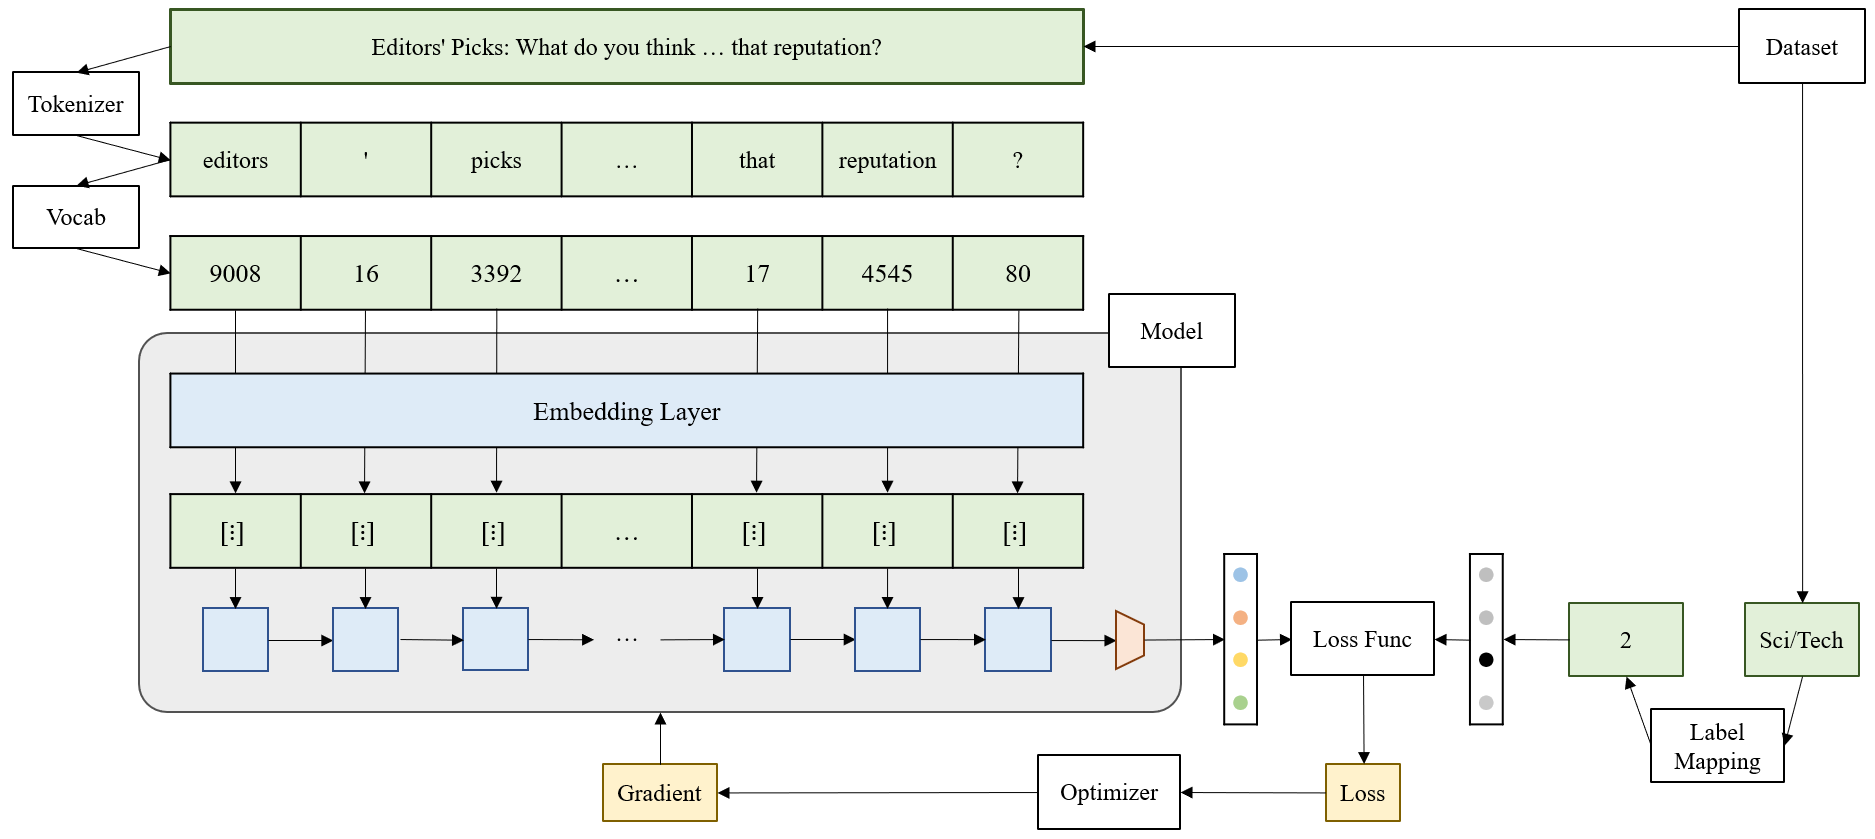 Editors' Picks: What do you think … that reputation?
Dataset
Tokenizer
editors ' picks … that reputation ?
Vocab
9008 16 3392 … 17 4545 80
Model
Embedding Layer
[⋮] [⋮] [⋮] … [⋮] [⋮] [⋮]
…
Loss Func
2
Sci/Tech
Label
Mapping
Gradient
Optimizer
Loss